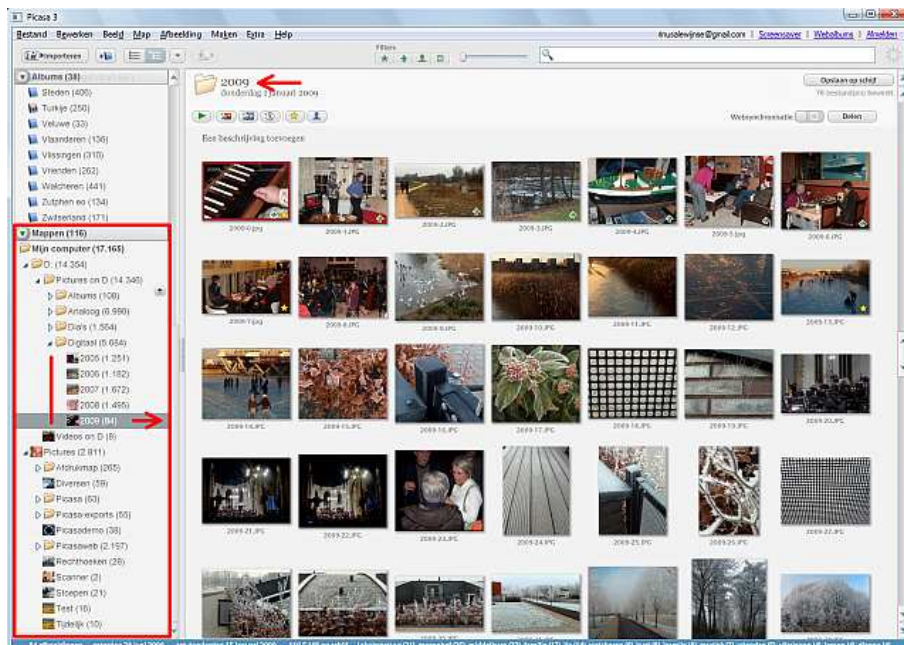 Picasa 3
Bestand Bewerken Beeld Map Afbeelding Maken Extra Help
Screensaver | Webalbums | Afmelden
Importeren
Filters
Albums (38)
Steden (406)
Turkije (250)
Veluwe (33)
Vlaanderen (136)
Vlissingen (310)
Vrienden (262)
Walcheren (441)
Zutphen eo (134)
Zwitserland (171)
Mappen (116)
Mijn computer (17.165)
D: (14.354)
Pictures on D (14.346)
Albums (108)
Analoog (6.990)
Dia's (1.564)
Digitaal (5.684)
2005 (1.251)
2006 (1.182)
2007 (1.672)
2008 (1.495)
2009 (84)
Videos on D (8)
Pictures (2.811)
Afdrukmap (265)
Diversen (59)
Picasa (63)
Picasa-exports (55)
Picasademo (38)
Picasaweb (2.197)
Rechthoeken (28)
Scanner (2)
Stoepen (21)
Test (16)
Tijdelijk (10)
2009
donderdag 1 januari 2009
Opslaan op schijf
Websynchronisatie
Delen
Een beschrijving toevoegen
2009-0.jpg
2009-1.JPG
2009-2.JPG
2009-3.JPG
2009-4.JPG
2009-5.jpg
2009-6.JPG
2009-7.jpg
2009-8.JPG
2009-9.JPG
2009-10.JPG
2009-11.JPG
2009-12.JPG
2009-13.JPG
2009-14.JPG
2009-15.JPG
2009-16.JPG
2009-17.JPG
2009-18.JPG
2009-19.JPG
2009-20.JPG
2009-21.JPG
2009-22.JPG
2009-23.JPG
2009-24.JPG
2009-25.JPG
2009-26.JPG
2009-27.JPG